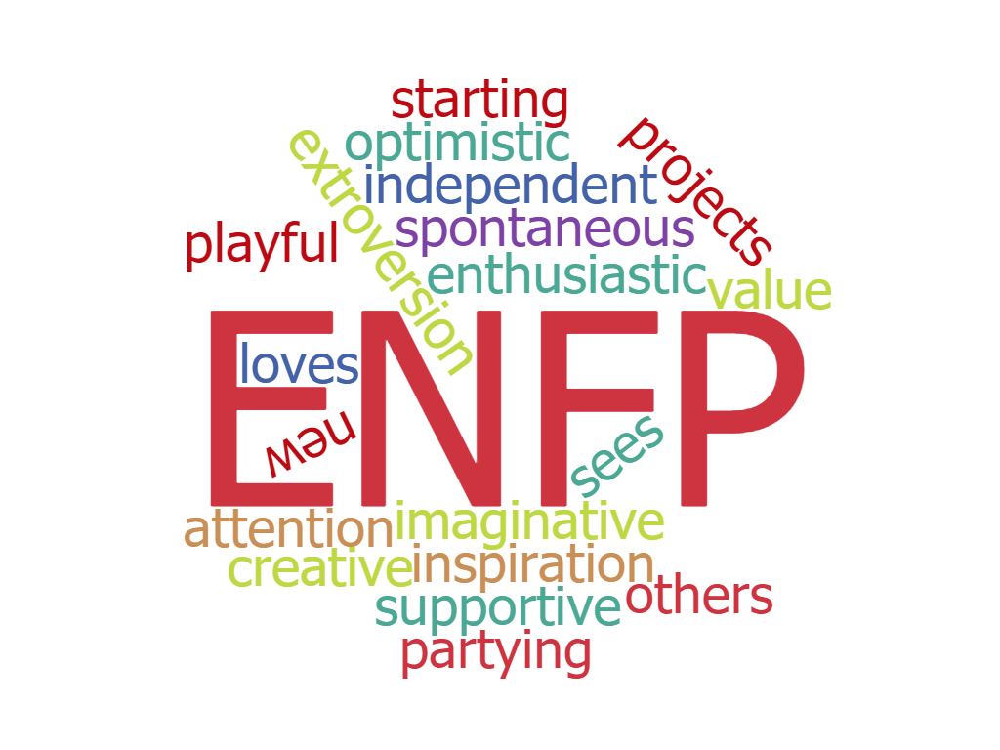 starting
optimistic
extroversion
projects
independent
playful
spontaneous
enthusiastic
value
ENFP
loves
new
sees
attention
imaginative
creative
inspiration
supportive
others
partying